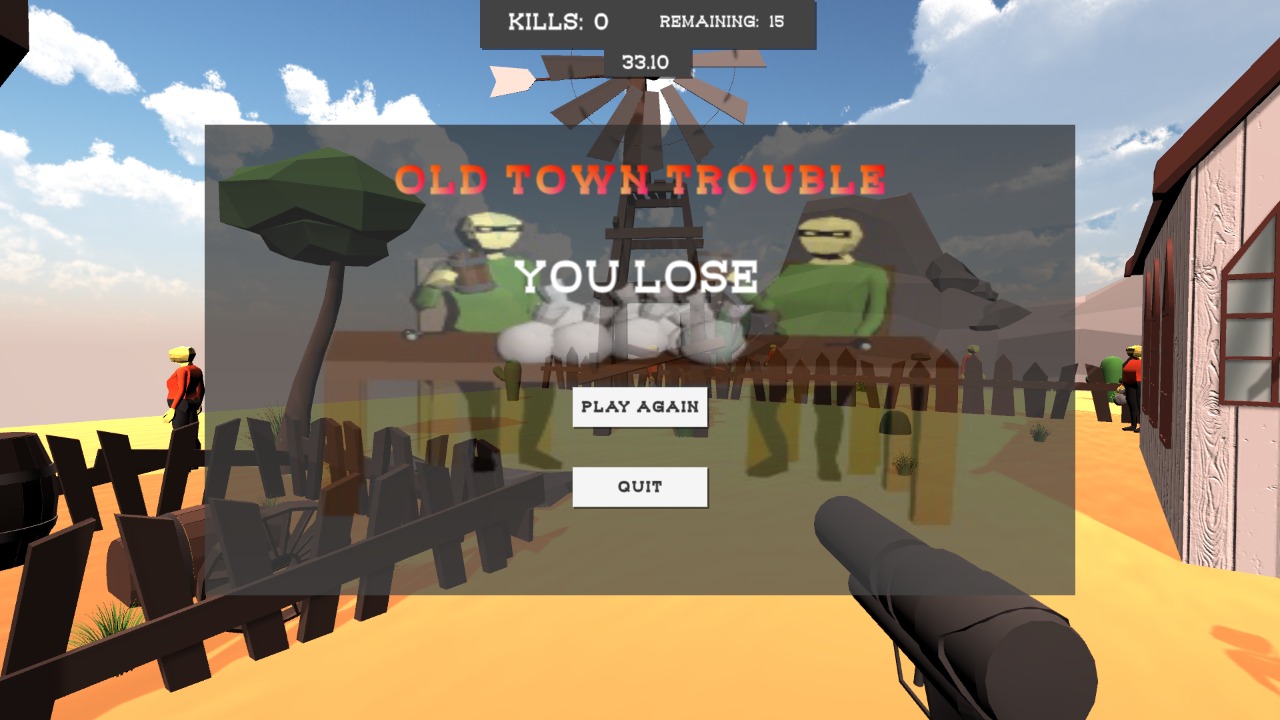 KILLS: 0 REMAINING: 15
33.10
OLD TOWN TROUBLE
YOU LOSE
PLAY AGAIN
QUIT